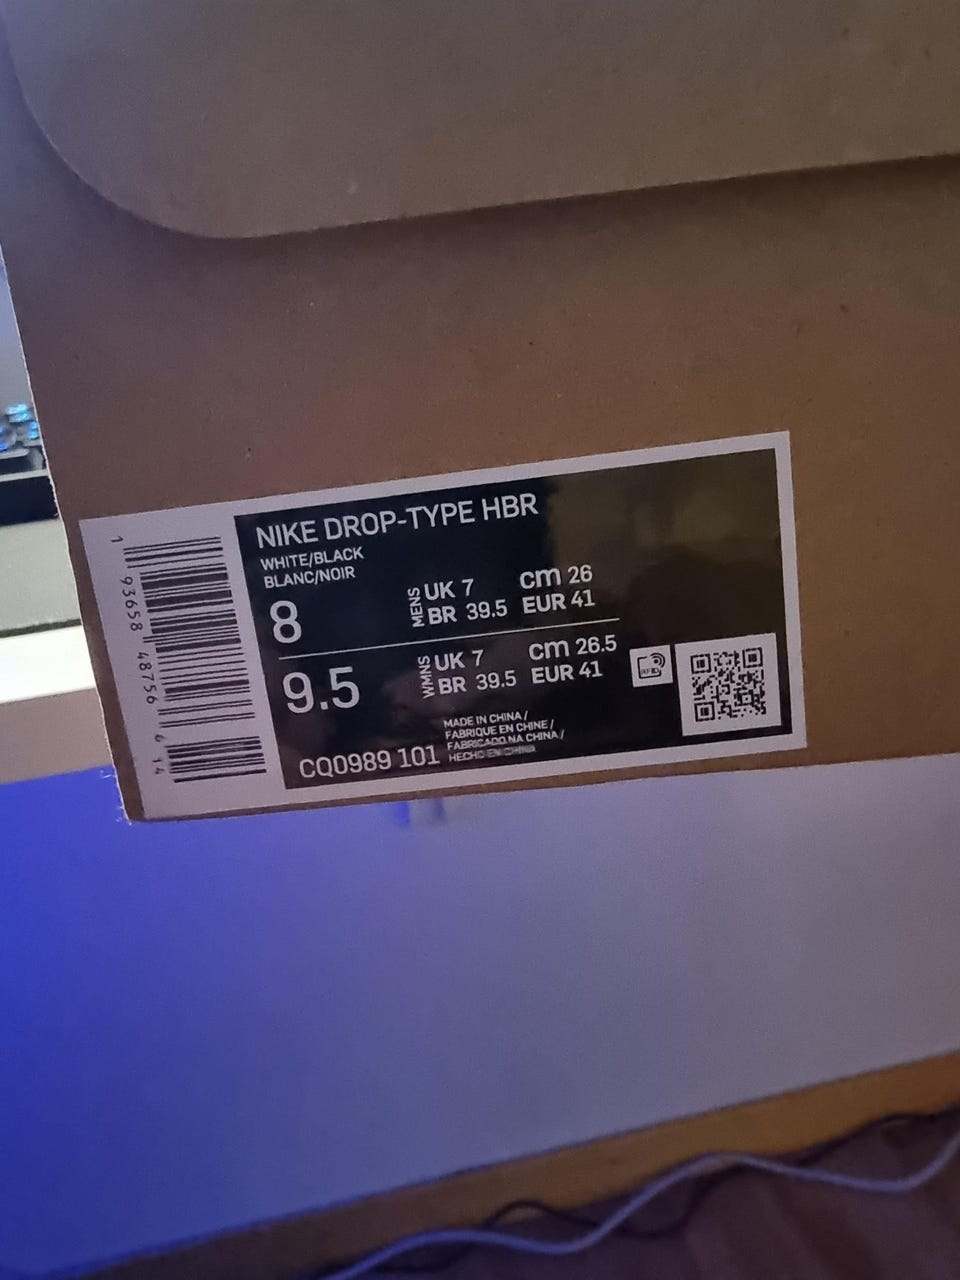 NIKE DROP-TYPE HBR
WHITE/BLACK
BLANC/NOIR
8
MENS
UK 7
cm 26
BR 39.5
EUR 41
9.5
WMNS
UK 7
cm 26.5
BR 39.5
EUR 41
RFID
CQ0989 101
MADE IN CHINA /
FABRIQUE EN CHINE /
FABRICADO NA CHINA /
HECHO EN CHINA
1 93658 48756 6 14